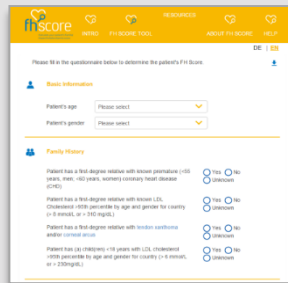 fhscore
RESOURCES
INTRO
FH SCORE TOOL
ABOUT FH SCORE
HELP
DE | EN
Please fill in the questionnaire below to determine the patient's FH Score.
Basic Information
Patient's age
Please select
Patient's gender
Please select
Family History
Patient has a first-degree relative with known premature (<55
years, men; <60 years, women) coronary heart disease
(CHD)
Yes No
Unknown
Patient has a first-degree relative with known LDL
Cholesterol >95th percentile by age and gender for country
(> 8 mmol/L or > 310 mg/dL)
Yes No
Unknown
Patient has a first-degree relative with tendon xanthoma
and/or corneal arcus
Yes No
Unknown
Patient has (a) child(ren) <18 years with LDL cholesterol
>95th percentile by age and gender for country (> 6 mmol/L
or > 230mg/dL)
Yes No
Unknown